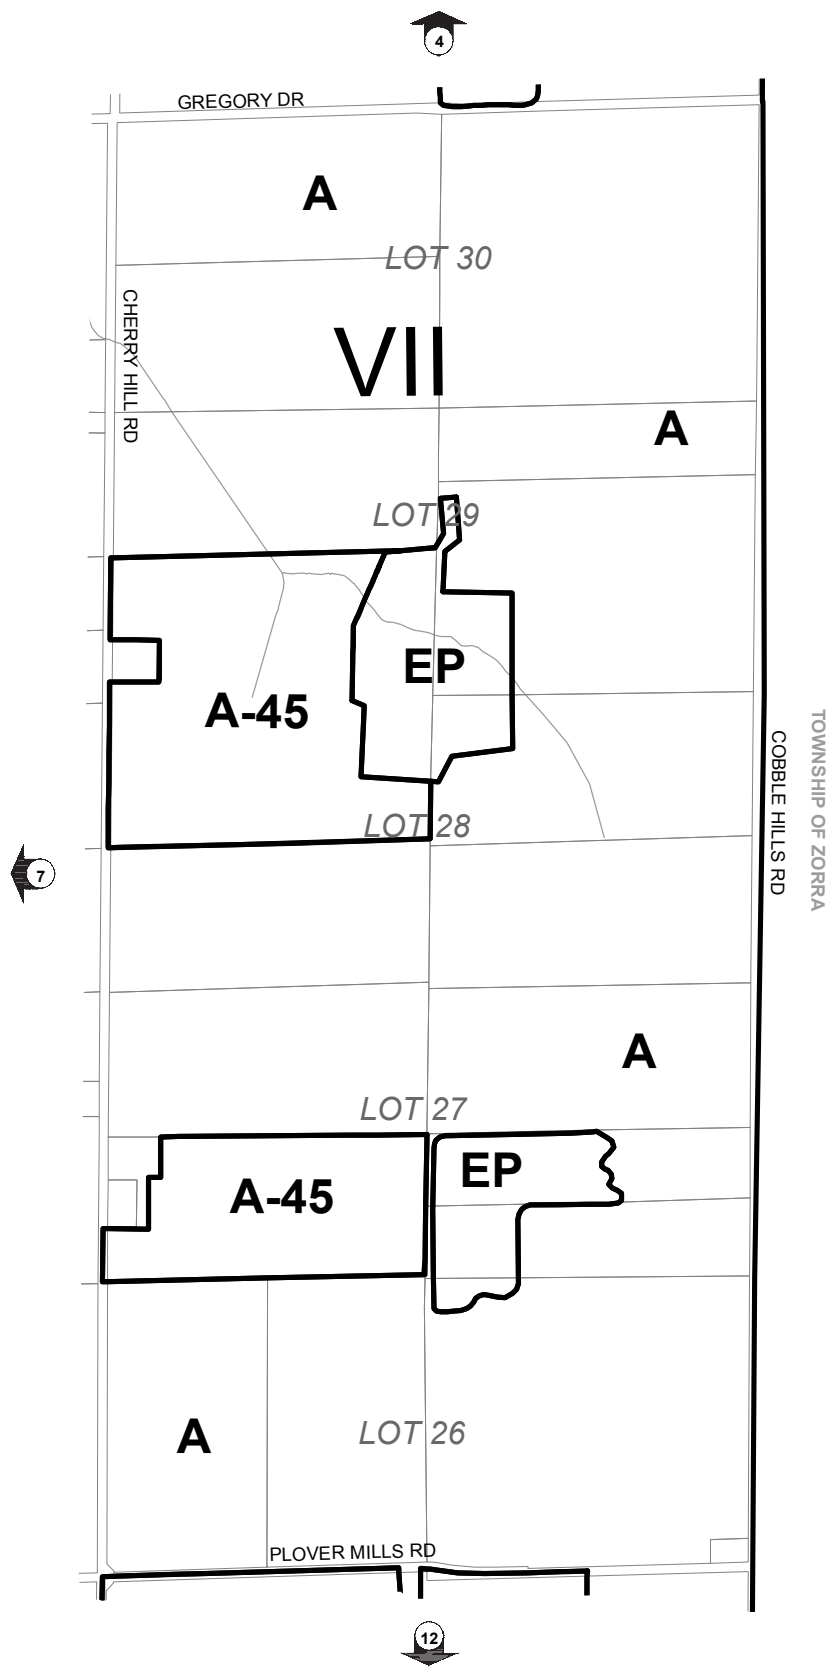 4
GREGORY DR
A
LOT 30
CHERRY HILL RD
VII
A
LOT 29
EP
A-45
TOWNSHIP OF ZORRA
COBBLE HILLS RD
LOT 28
7
A
LOT 27
EP
A-45
A
LOT 26
PLOVER MILLS RD
12